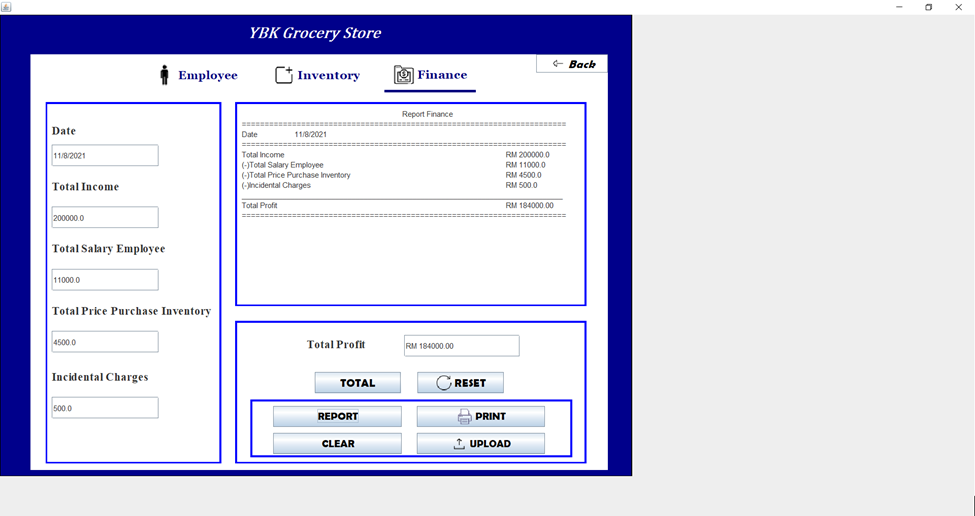 YBK Grocery Store
Back
Employee Inventory Finance
Date
11/8/2021
Total Income
200000.0
Total Salary Employee
11000.0
Total Price Purchase Inventory
4500.0
Incidental Charges
500.0
Report Finance
==============================================================
Date 11/8/2021
==============================================================
Total Income RM 200000.0
(-)Total Salary Employee RM 11000.0
(-)Total Price Purchase Inventory RM 4500.0
(-)Incidental Charges RM 500.0
Total Profit RM 184000.00
==============================================================
Total Profit RM 184000.00
TOTAL RESET
REPORT PRINT
CLEAR UPLOAD